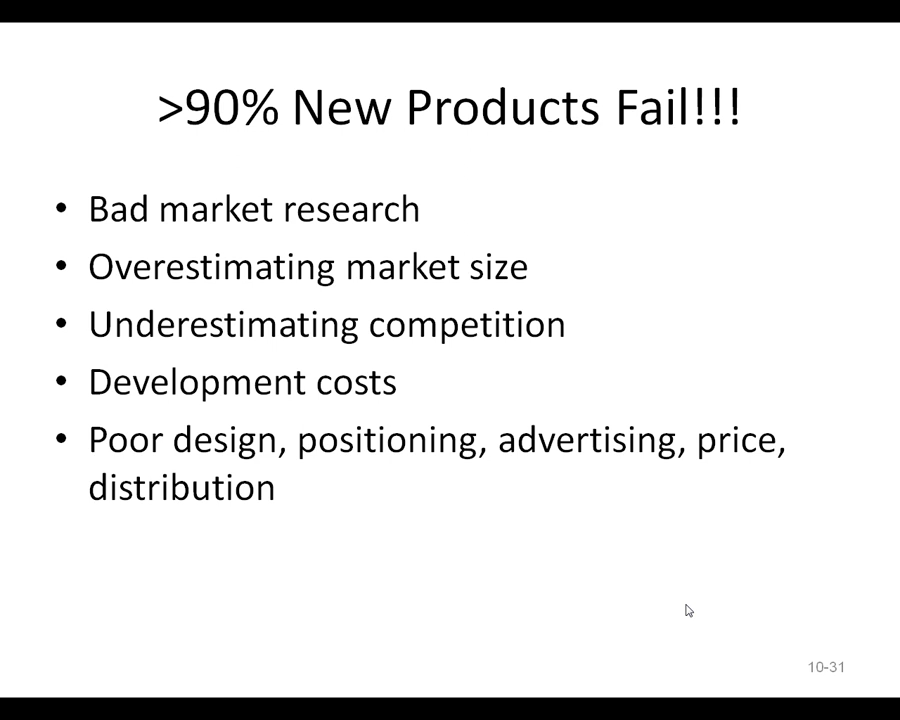 >90% New Products Fail!!!
• Bad market research
• Overestimating market size
• Underestimating competition
• Development costs
• Poor design, positioning, advertising, price,
distribution
10-31